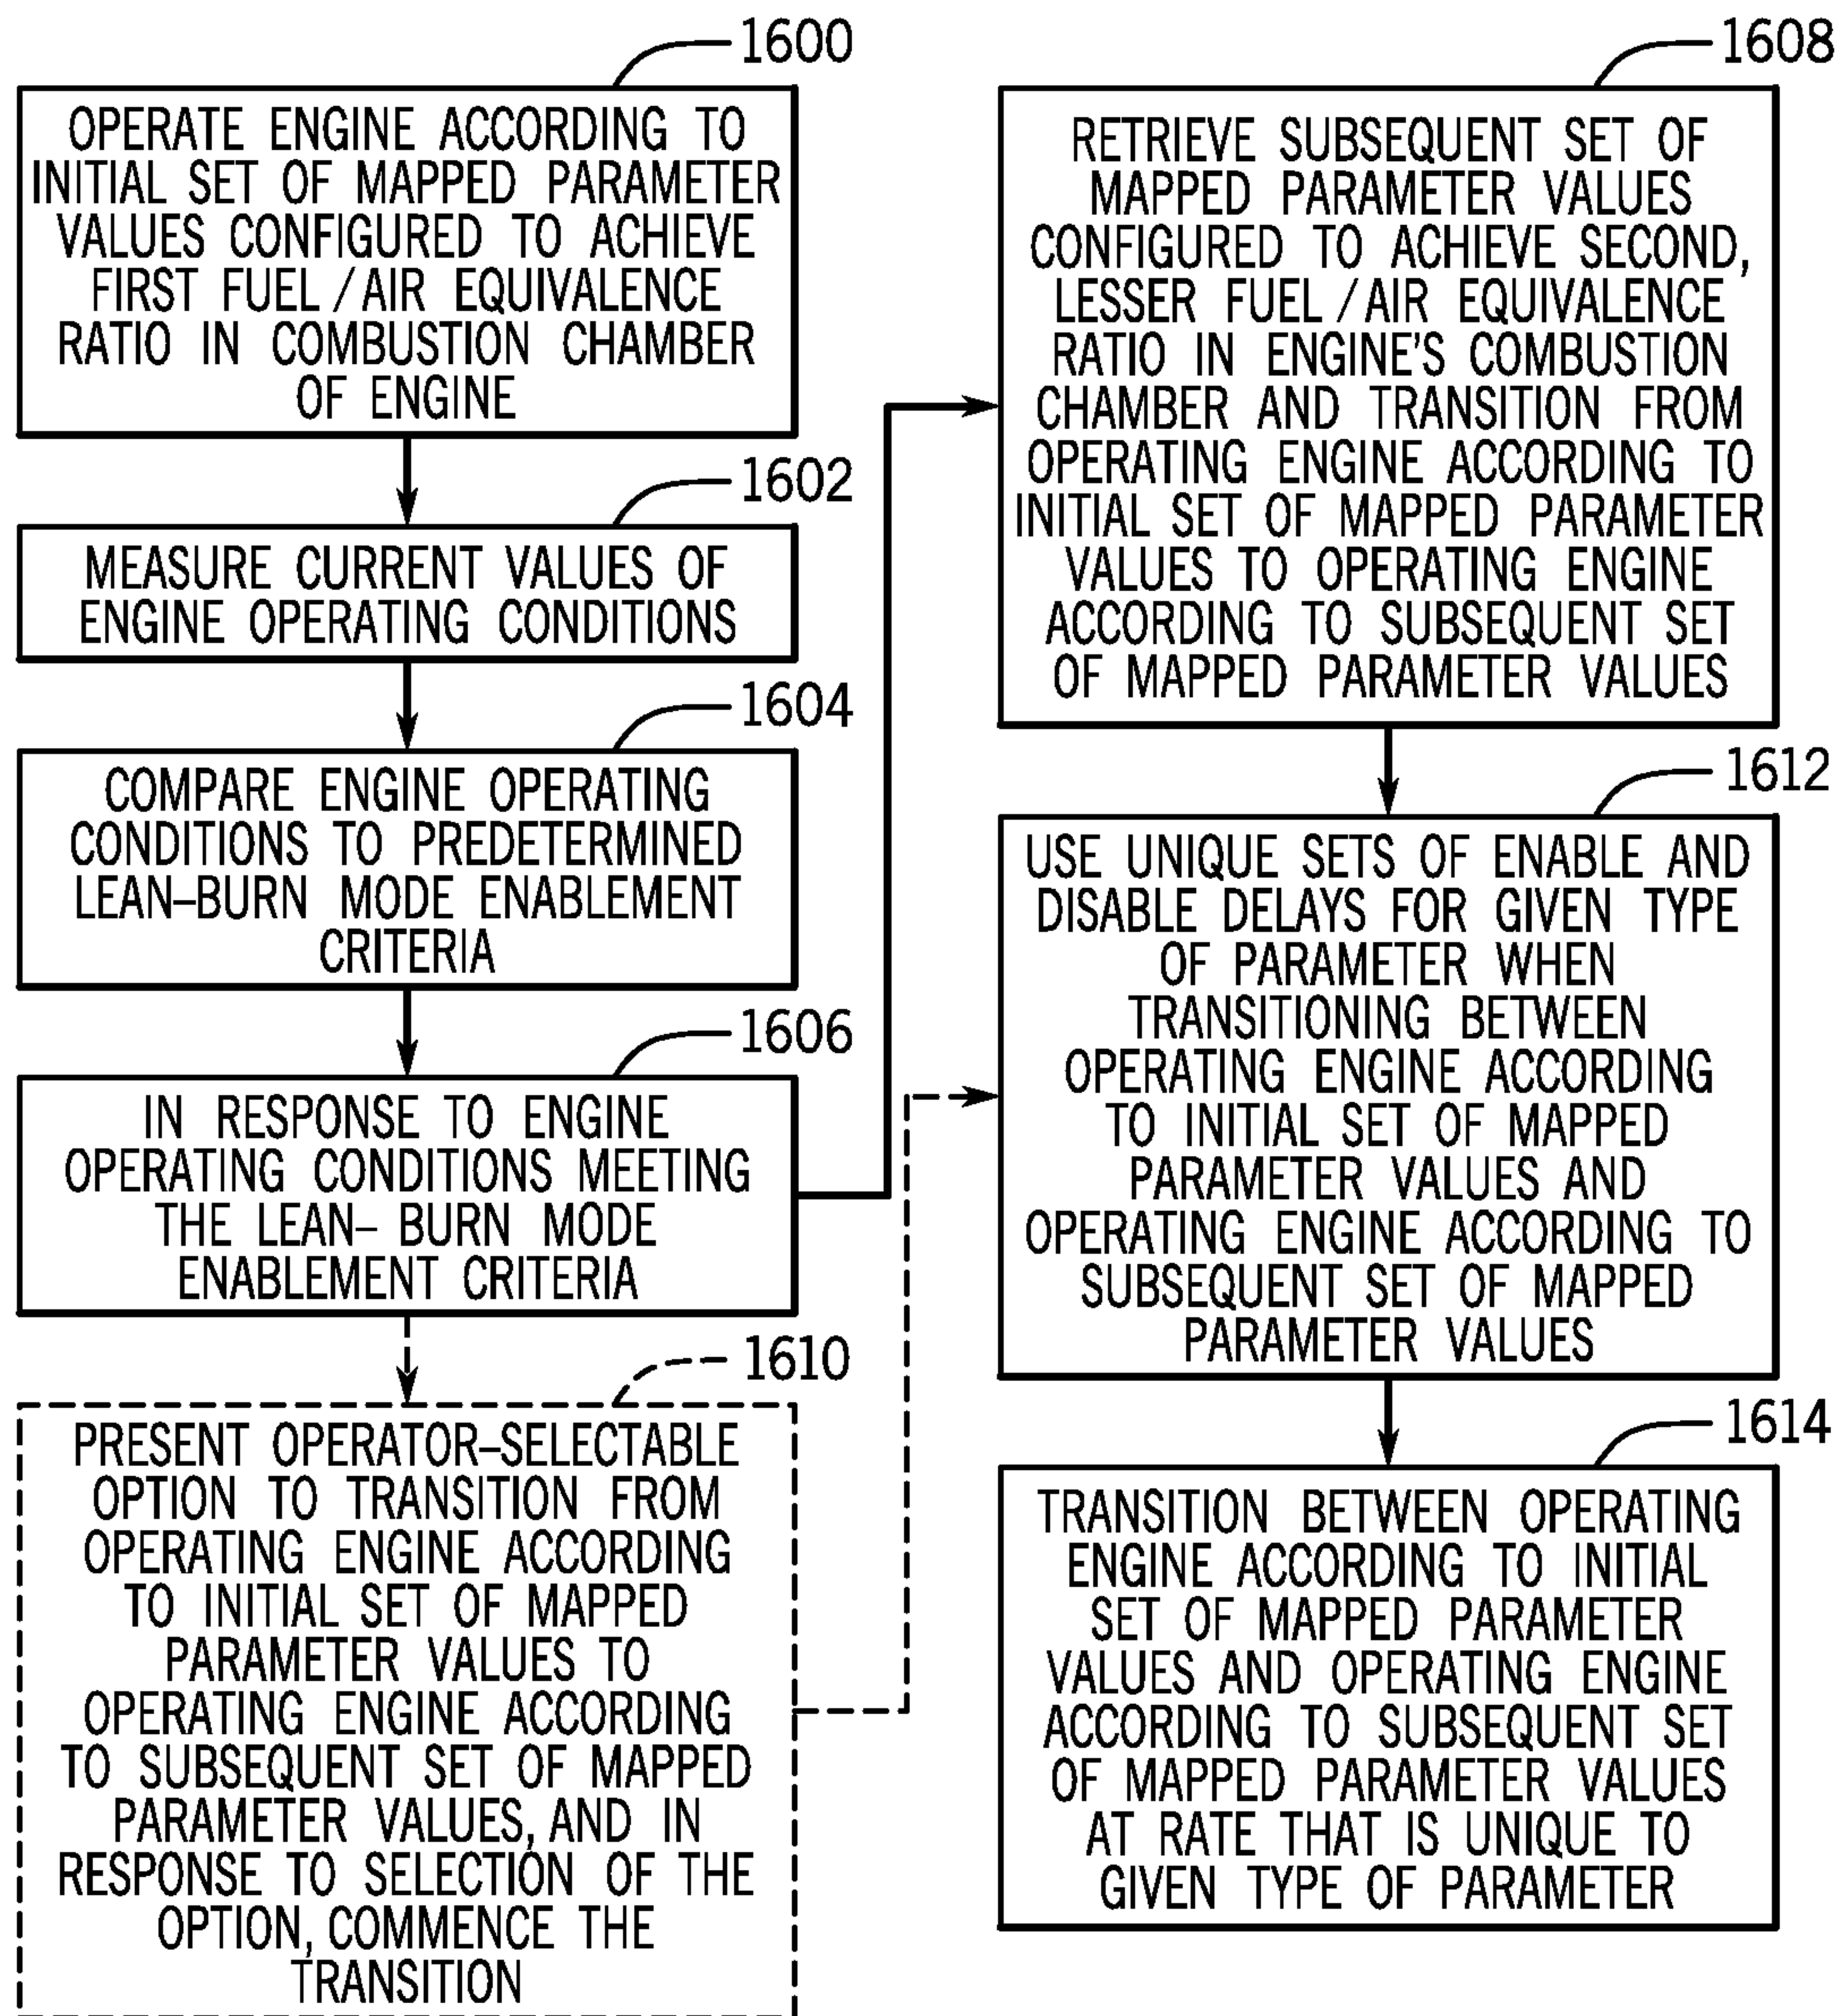 1600
OPERATE ENGINE ACCORDING TO
INITIAL SET OF MAPPED PARAMETER
VALUES CONFIGURED TO ACHIEVE
FIRST FUEL/AIR EQUIVALENCE
RATIO IN COMBUSTION CHAMBER
OF ENGINE
1602
MEASURE CURRENT VALUES OF
ENGINE OPERATING CONDITIONS
1604
COMPARE ENGINE OPERATING
CONDITIONS TO PREDETERMINED
LEAN–BURN MODE ENABLEMENT
CRITERIA
1606
IN RESPONSE TO ENGINE
OPERATING CONDITIONS MEETING
THE LEAN– BURN MODE
ENABLEMENT CRITERIA
1610
PRESENT OPERATOR–SELECTABLE
OPTION TO TRANSITION FROM
OPERATING ENGINE ACCORDING
TO INITIAL SET OF MAPPED
PARAMETER VALUES TO
OPERATING ENGINE ACCORDING
TO SUBSEQUENT SET OF MAPPED
PARAMETER VALUES, AND IN
RESPONSE TO SELECTION OF THE
OPTION, COMMENCE THE
TRANSITION
1608
RETRIEVE SUBSEQUENT SET OF
MAPPED PARAMETER VALUES
CONFIGURED TO ACHIEVE SECOND,
LESSER FUEL/AIR EQUIVALENCE
RATIO IN ENGINE'S COMBUSTION
CHAMBER AND TRANSITION FROM
OPERATING ENGINE ACCORDING TO
INITIAL SET OF MAPPED PARAMETER
VALUES TO OPERATING ENGINE
ACCORDING TO SUBSEQUENT SET
OF MAPPED PARAMETER VALUES
1612
USE UNIQUE SETS OF ENABLE AND
DISABLE DELAYS FOR GIVEN TYPE
OF PARAMETER WHEN
TRANSITIONING BETWEEN
OPERATING ENGINE ACCORDING
TO INITIAL SET OF MAPPED
PARAMETER VALUES AND
OPERATING ENGINE ACCORDING TO
SUBSEQUENT SET OF MAPPED
PARAMETER VALUES
1614
TRANSITION BETWEEN OPERATING
ENGINE ACCORDING TO INITIAL
SET OF MAPPED PARAMETER
VALUES AND OPERATING ENGINE
ACCORDING TO SUBSEQUENT SET
OF MAPPED PARAMETER VALUES
AT RATE THAT IS UNIQUE TO
GIVEN TYPE OF PARAMETER